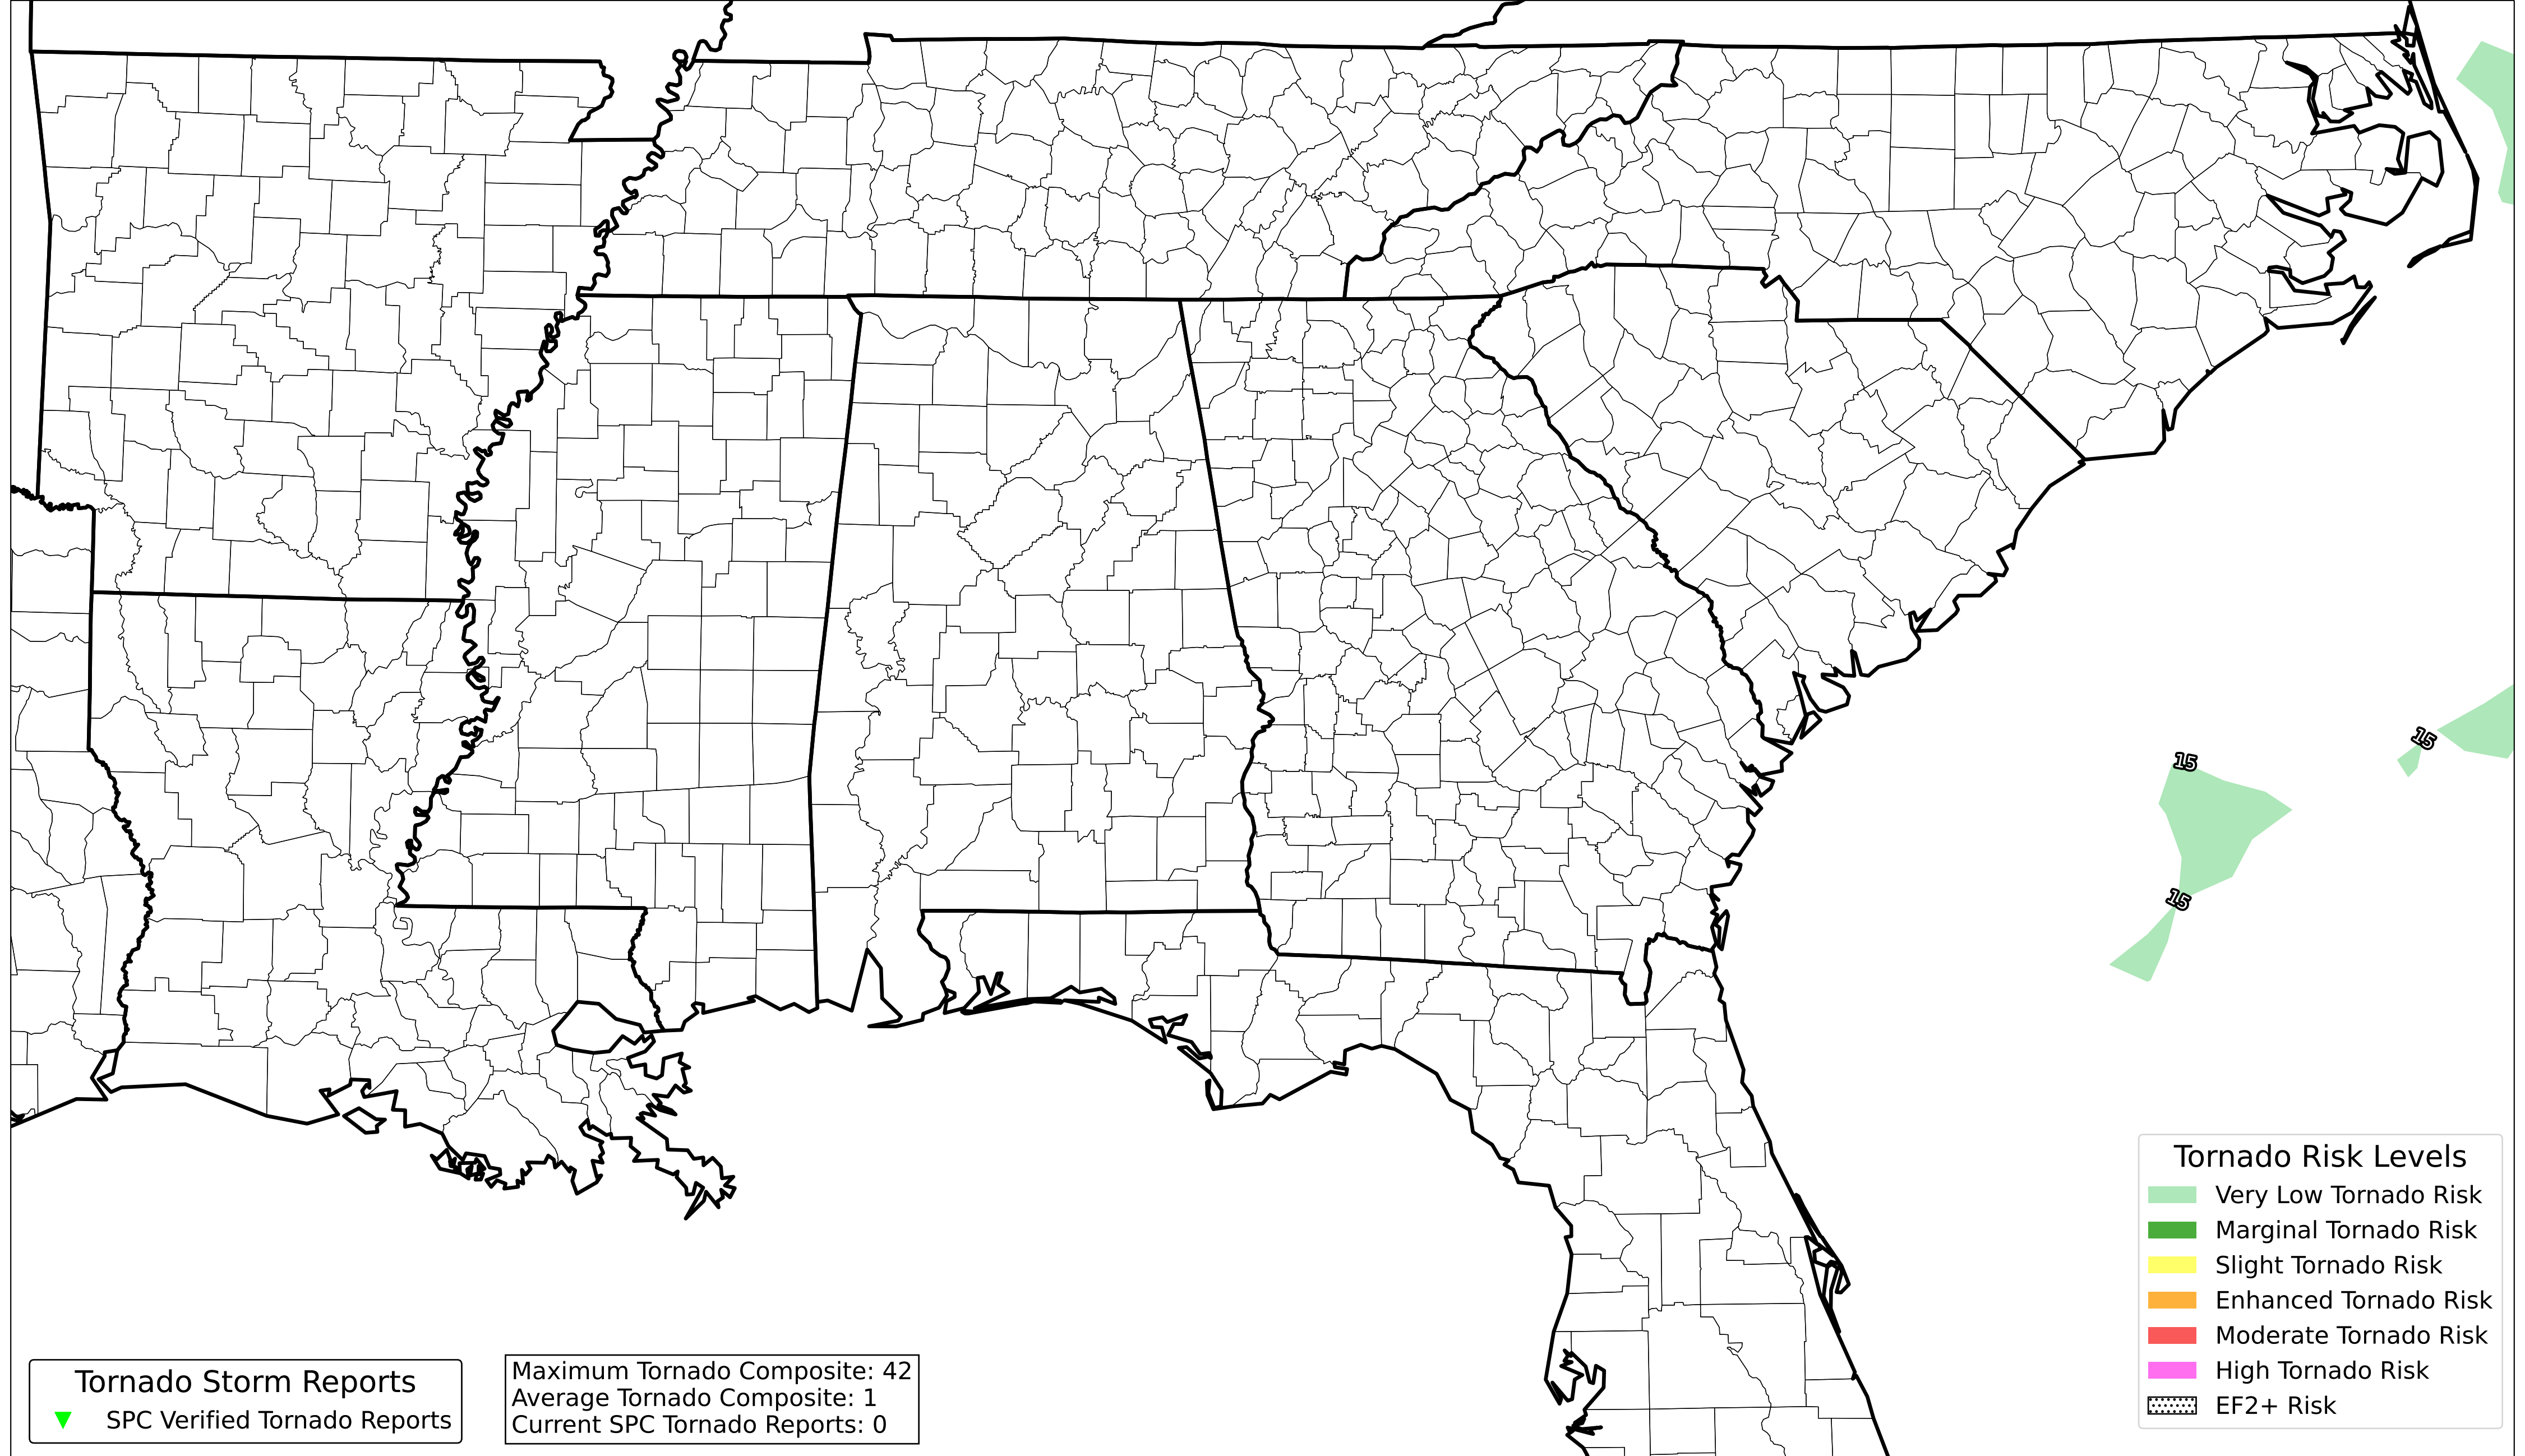 15
15
15
Tornado Risk Levels
Very Low Tornado Risk
Marginal Tornado Risk
Slight Tornado Risk
Enhanced Tornado Risk
Moderate Tornado Risk
High Tornado Risk
EF2+ Risk
Tornado Storm Reports
SPC Verified Tornado Reports
Maximum Tornado Composite: 42
Average Tornado Composite: 1
Current SPC Tornado Reports: 0